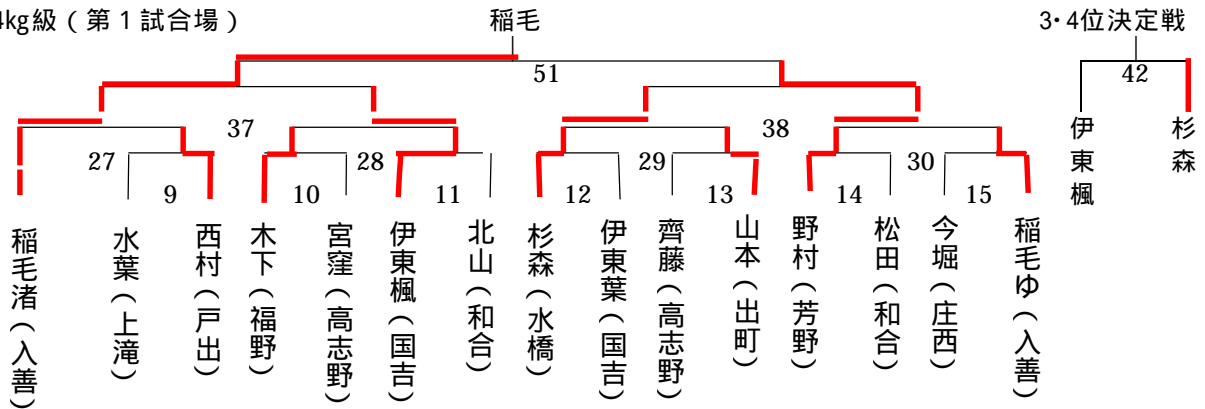 4kg級（第１試合場）
稲毛
3・4位決定戦
51
42
37
38
伊東楓
杉森
27
28
29
30
9
10
11
12
13
14
15
稲毛渚（入善）
水葉（上滝）
西村（戸出）
木下（福野）
宮窪（高志野）
伊東楓（国吉）
北山（和合）
杉森（水橋）
伊東葉（国吉）
齊藤（高志野）
山本（出町）
野村（芳野）
松田（和合）
今堀（庄西）
稲毛ゆ（入善）